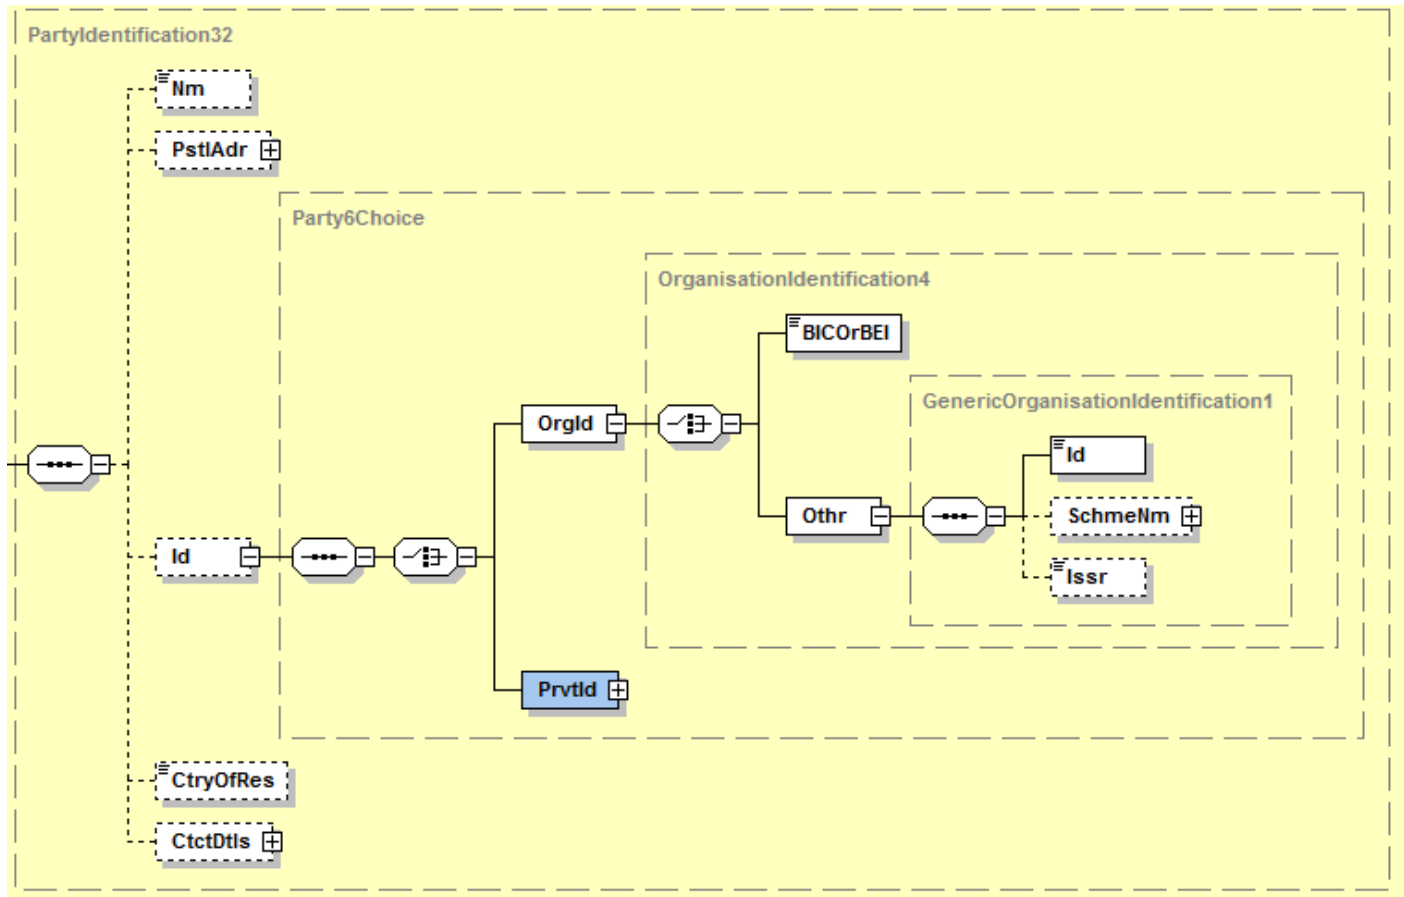 PartyIdentification32
Nm
PstlAdr
Party6Choice
OrganisationIdentification4
BICOrBEI
GenericOrganisationIdentification1
OrgId
Id
Othr
SchmeNm
Issr
Id
PrvtId
CtryOfRes
CtctDtls